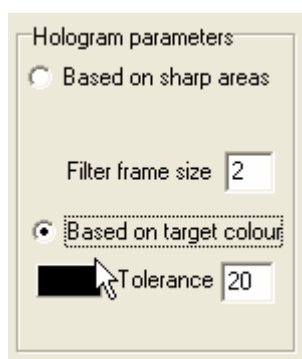 Hologram parameters
Based on sharp areas
Filter frame size 2
Based on target colour
Tolerance 20